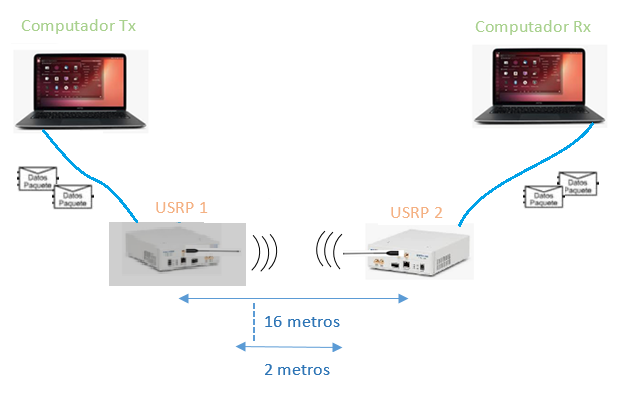 Computador Tx
Computador Rx
Datos
Paquete
Datos
Paquete
Datos
Paquete
Datos
Paquete
USRP 1
USRP 2
16 metros
2 metros